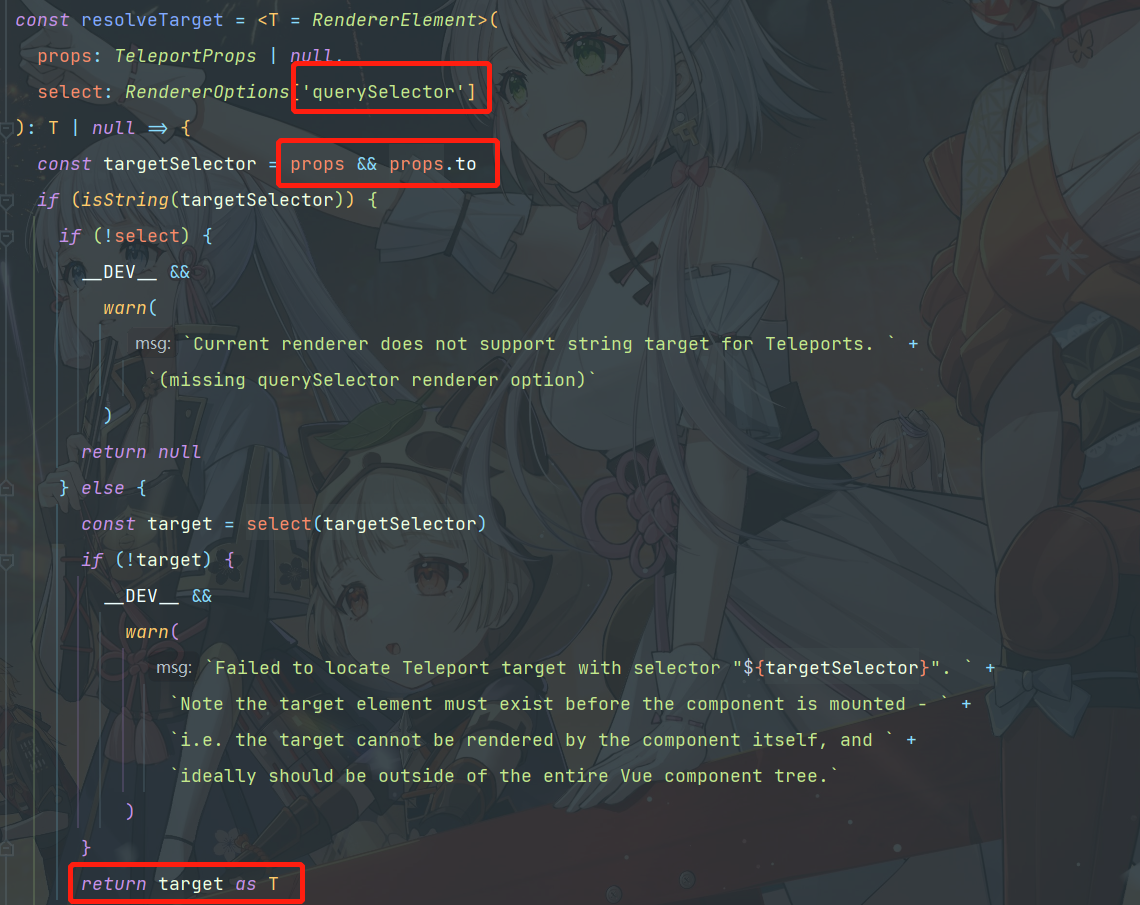 const resolveTarget = <T = RendererElement>(
props: TeleportProps | null,
select: RendererOptions['querySelector']
): T | null => {
const targetSelector = props && props.to
if (isString(targetSelector)) {
if (!select) {
__DEV__ &&
warn(
msg: `Current renderer does not support string target for Teleports. ` +
`(missing querySelector renderer option)`
)
return null
} else {
const target = select(targetSelector)
if (!target) {
__DEV__ &&
warn(
msg: `Failed to locate Teleport target with selector "${targetSelector}". ` +
`Note the target element must exist before the component is mounted - ` +
`i.e. the target cannot be rendered by the component itself, and ` +
`ideally should be outside of the entire Vue component tree.`
)
}
return target as T